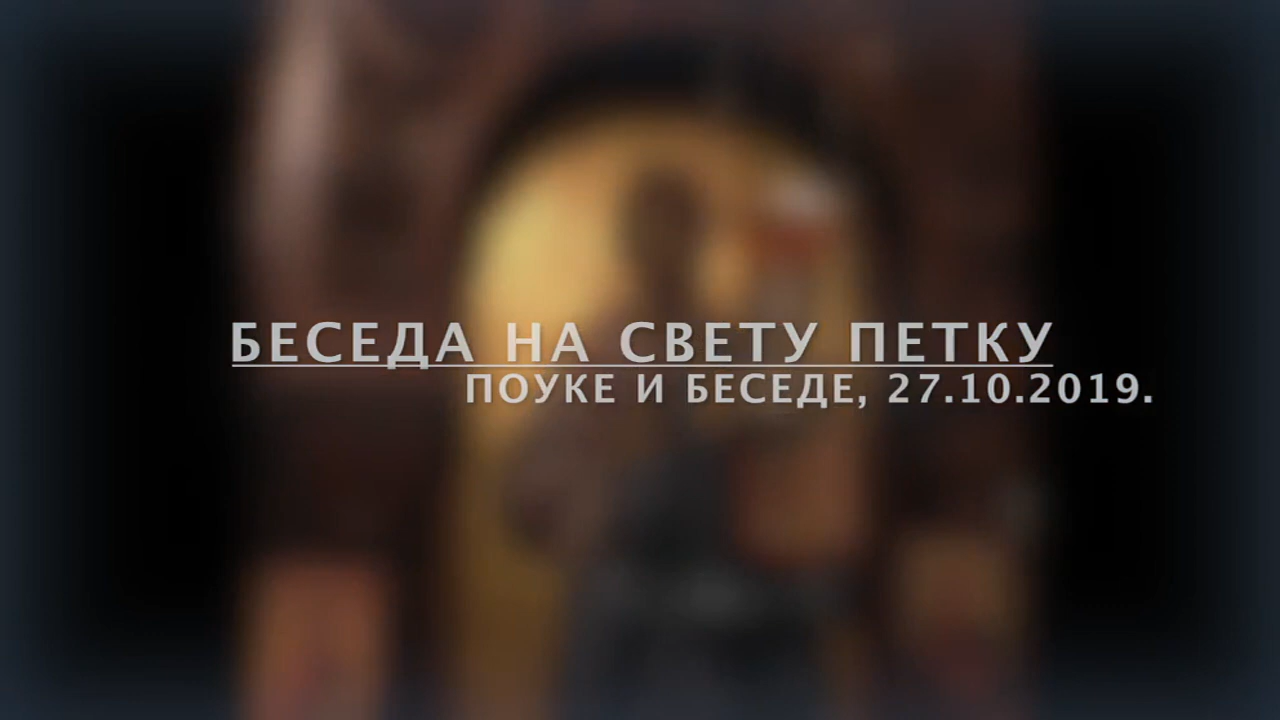 БЕСЕДА НА СВЕТУ ПЕТКУ
ПОУКЕ И БЕСЕДЕ, 27.10.2019.